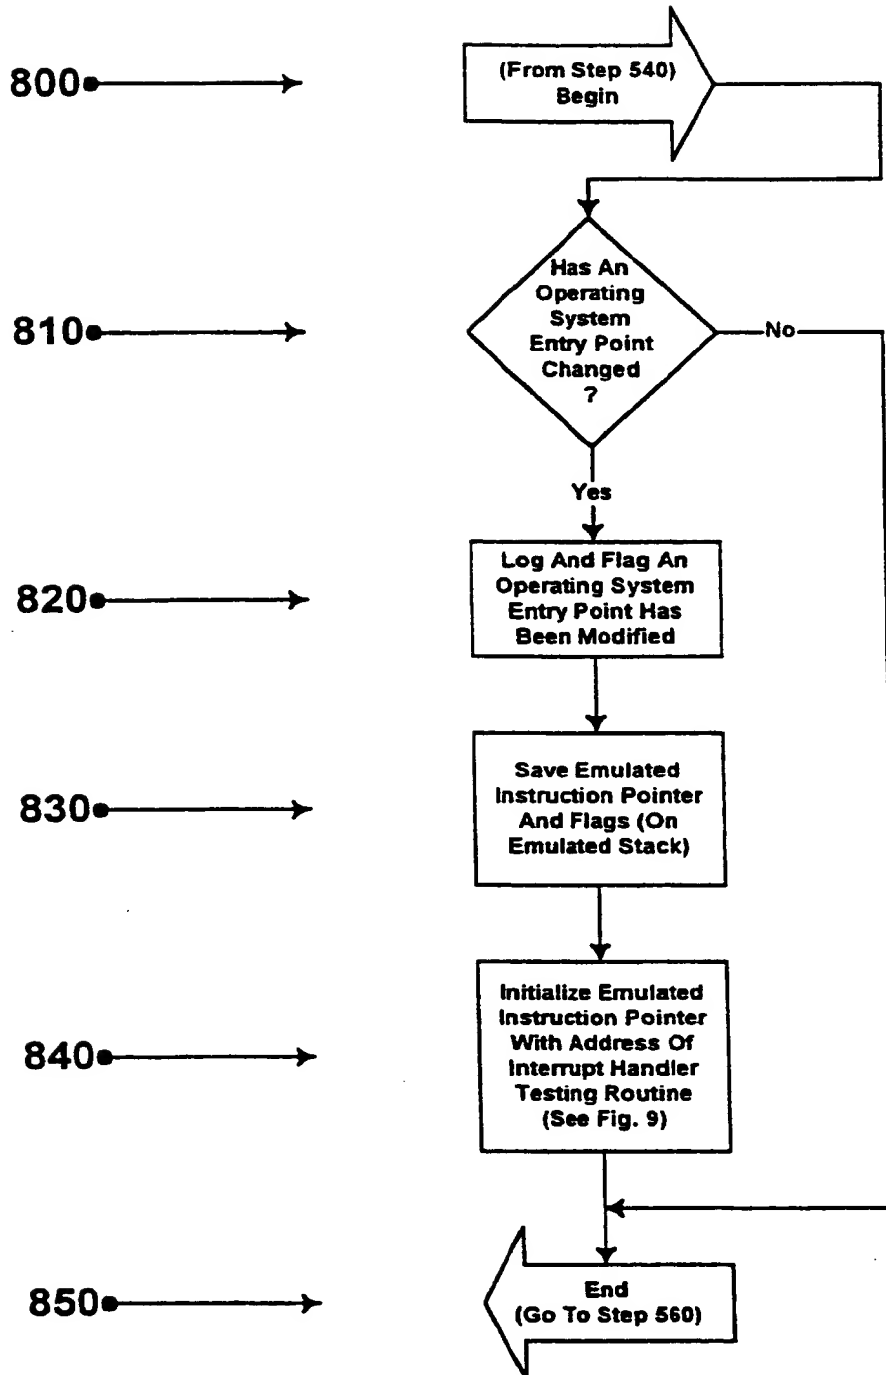 800
(From Step 540)
Begin
810
Has An
Operating
System
Entry Point
Changed
?
No
Yes
820
Log And Flag An
Operating System
Entry Point Has
Been Modified
830
Save Emulated
Instruction Pointer
And Flags (On
Emulated Stack)
840
Initialize Emulated
Instruction Pointer
With Address Of
Interrupt Handler
Testing Routine
(See Fig. 9)
850
End
(Go To Step 560)